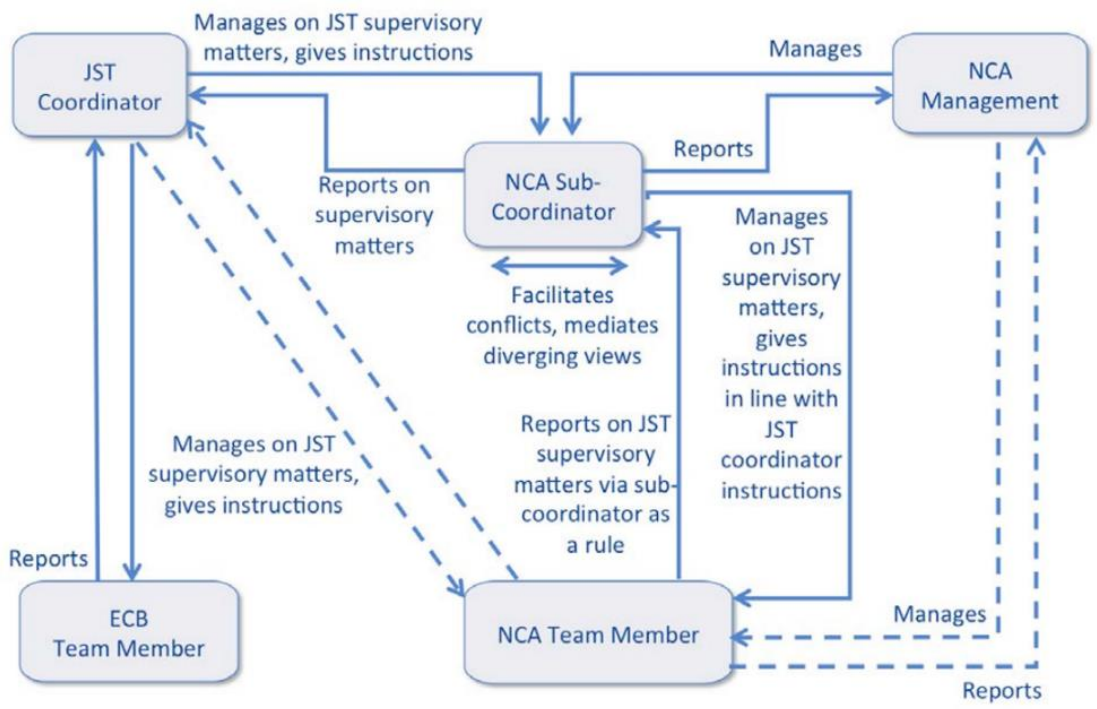 Manages on JST supervisory
matters, gives instructions
JST
Coordinator
Manages
NCA
Management
Reports
NCA Sub-
Coordinator
Reports on
supervisory
matters
Manages
on JST
supervisory
matters,
gives
instructions
in line with
JST
coordinator
instructions
Facilitates
conflicts, mediates
diverging views
Reports on JST
supervisory
matters via sub-
coordinator as
a rule
Manages on JST
supervisory matters,
gives instructions
Reports
ECB
Team Member
NCA Team Member
Manages
Reports